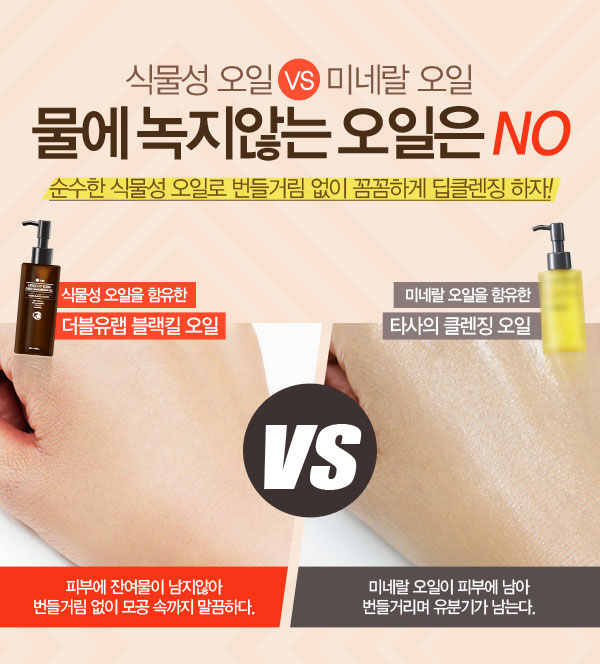 식물성 오일 VS 미네랄 오일
물에 녹지않는 오일은 NO
순수한 식물성 오일로 번들거림 없이 꼼꼼하게 딥클렌징 하자!
식물성 오일을 함유한
더블유랩 블랙킬 오일
미네랄 오일을 함유한
타사의 클렌징 오일
VS
피부에 잔여물이 남지않아
번들거림 없이 모공 속까지 말끔하다.
미네랄 오일이 피부에 남아
번들거리며 유분기가 남는다.